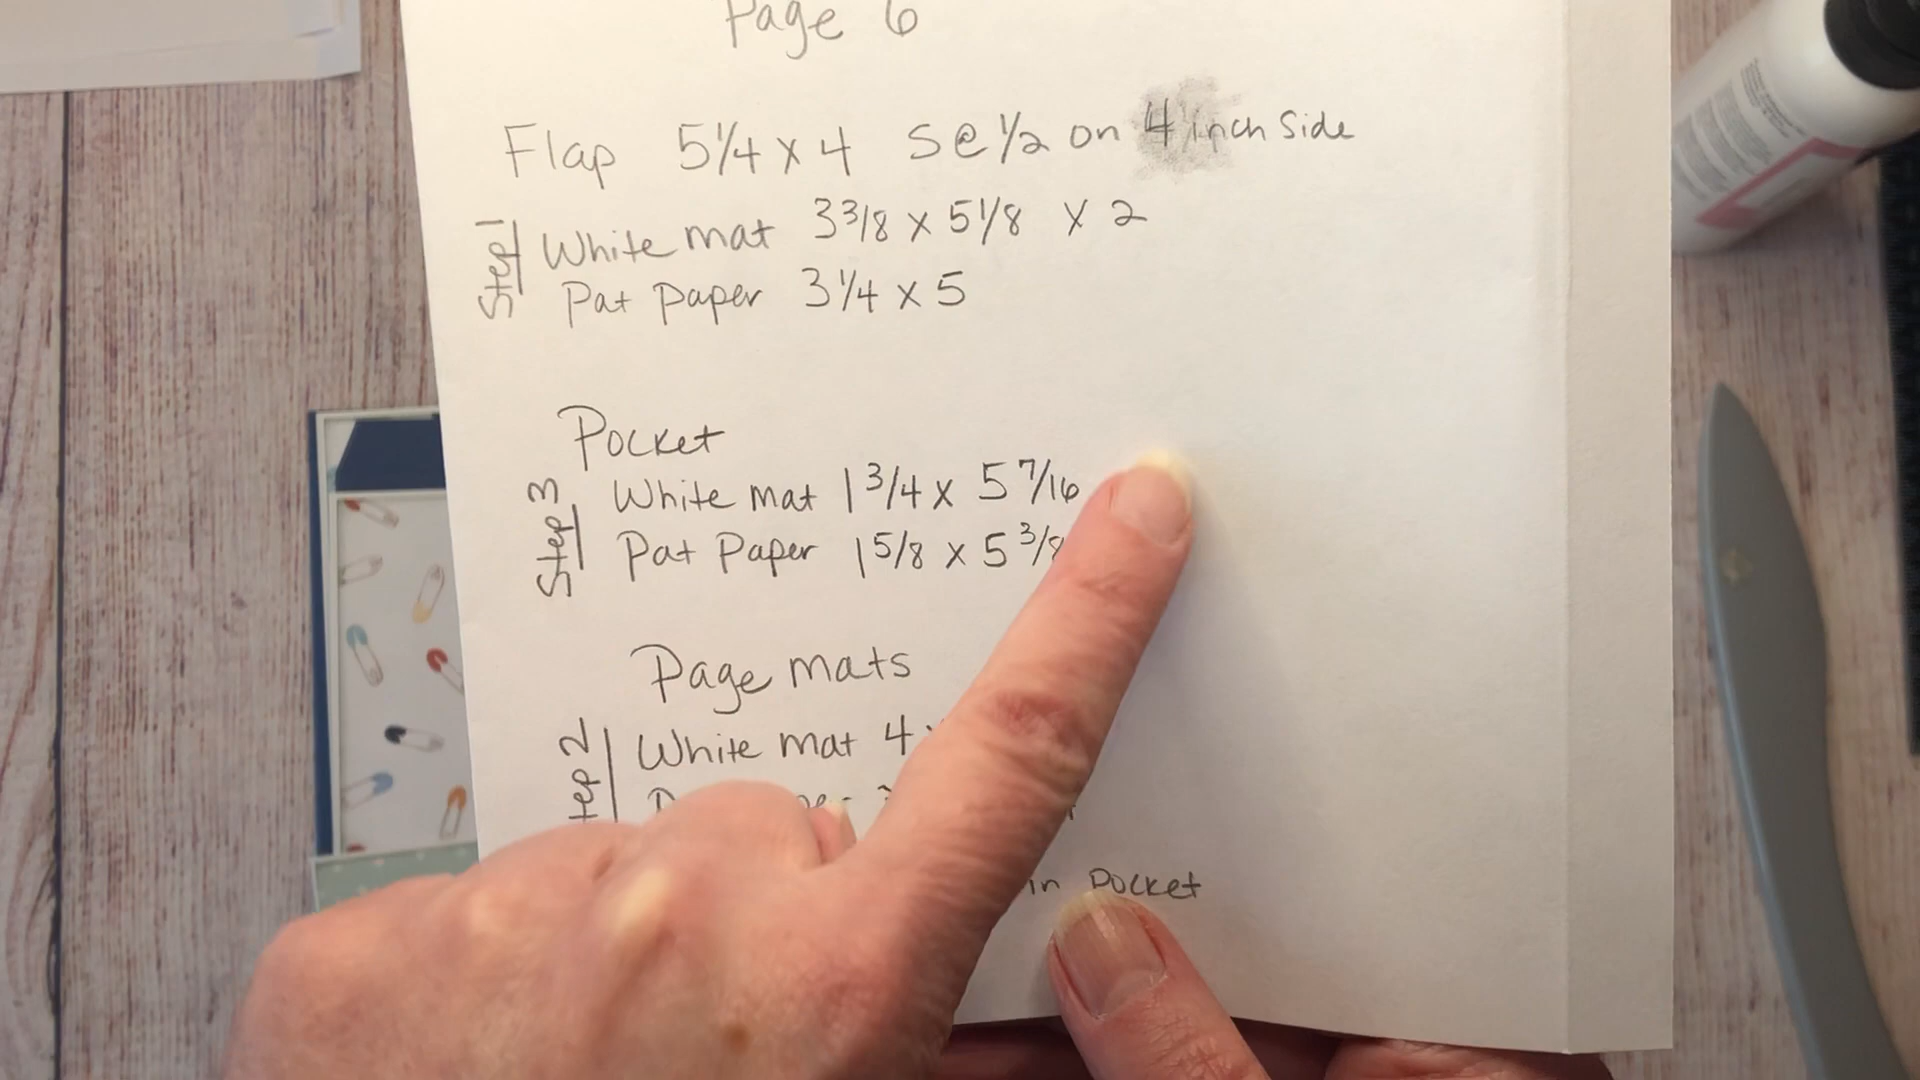 Page 6
Flap 5 1/4 x 4 S@ 1/2 on 4 inch side
Step 1
White mat 3 3/8 x 5 1/8 x 2
Pat paper 3 1/4 x 5
Pocket
Step 3
White mat 1 3/4 x 5 7/16
Pat Paper 1 5/8 x 5 3/8
Page mats
White mat 4
in Pocket